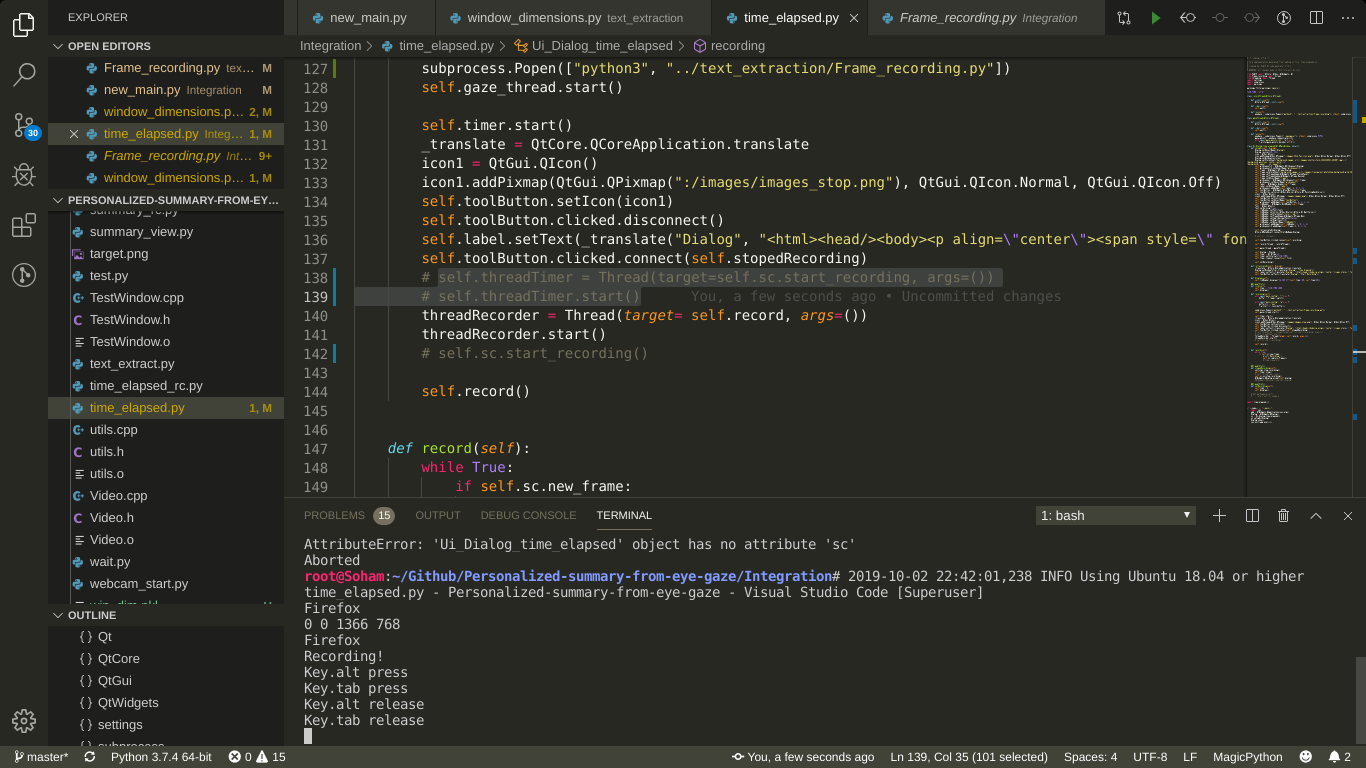 EXPLORER
OPEN EDITORS
Frame_recording.py tex... M
new_main.py Integration M
window_dimensions.p... 2, M
time_elapsed.py Integ... 1, M
Frame_recording.py Int... 9+
window_dimensions.p... 1, M
30
PERSONALIZED-SUMMARY-FROM-EY...
summary_rc.py
summary_view.py
target.png
test.py
TestWindow.cpp
TestWindow.h
TestWindow.o
text_extract.py
time_elapsed_rc.py
time_elapsed.py 1, M
utils.cpp
utils.h
utils.o
Video.cpp
Video.h
Video.o
wait.py
webcam_start.py
win_dim.pkl
OUTLINE
{} Qt
{} QtCore
{} QtGui
{} QtWidgets
{} settings
{} subprocess
new_main.py
window_dimensions.py text_extraction
time_elapsed.py
Frame_recording.py Integration
Integration > time_elapsed.py > Ui_Dialog_time_elapsed > recording
127 subprocess.Popen(["python3", "../text_extraction/Frame_recording.py"])
128 self.gaze_thread.start()
129
130 self.timer.start()
131 _translate = QtCore.QCoreApplication.translate
132 icon1 = QtGui.QIcon()
133 icon1.addPixmap(QtGui.QPixmap(":/images/images_stop.png"), QtGui.QIcon.Normal, QtGui.QIcon.Off)
134 self.toolButton.setIcon(icon1)
135 self.toolButton.clicked.disconnect()
136 self.label.setText(_translate("Dialog", "<html><head/><body><p align=\"center\"><span style=\" fon
137 self.toolButton.clicked.connect(self.stopedRecording)
138 # self.threadTimer = Thread(target=self.sc.start_recording, args=())
139 # self.threadTimer.start() You, a few seconds ago • Uncommitted changes
140 threadRecorder = Thread(target= self.record, args=())
141 threadRecorder.start()
142 # self.sc.start_recording()
143
144 self.record()
145
146
147 def record(self):
148 while True:
149 if self.sc.new_frame:
PROBLEMS 15 OUTPUT DEBUG CONSOLE TERMINAL 1: bash
AttributeError: 'Ui_Dialog_time_elapsed' object has no attribute 'sc'
Aborted
root@Soham:~/Github/Personalized-summary-from-eye-gaze/Integration# 2019-10-02 22:42:01,238 INFO Using Ubuntu 18.04 or higher
time_elapsed.py - Personalized-summary-from-eye-gaze - Visual Studio Code [Superuser]
Firefox
0 0 1366 768
Firefox
Recording!
Key.alt press
Key.tab press
Key.alt release
Key.tab release
master* Python 3.7.4 64-bit 0 15 You, a few seconds ago Ln 139, Col 35 (101 selected) Spaces: 4 UTF-8 LF MagicPython 2